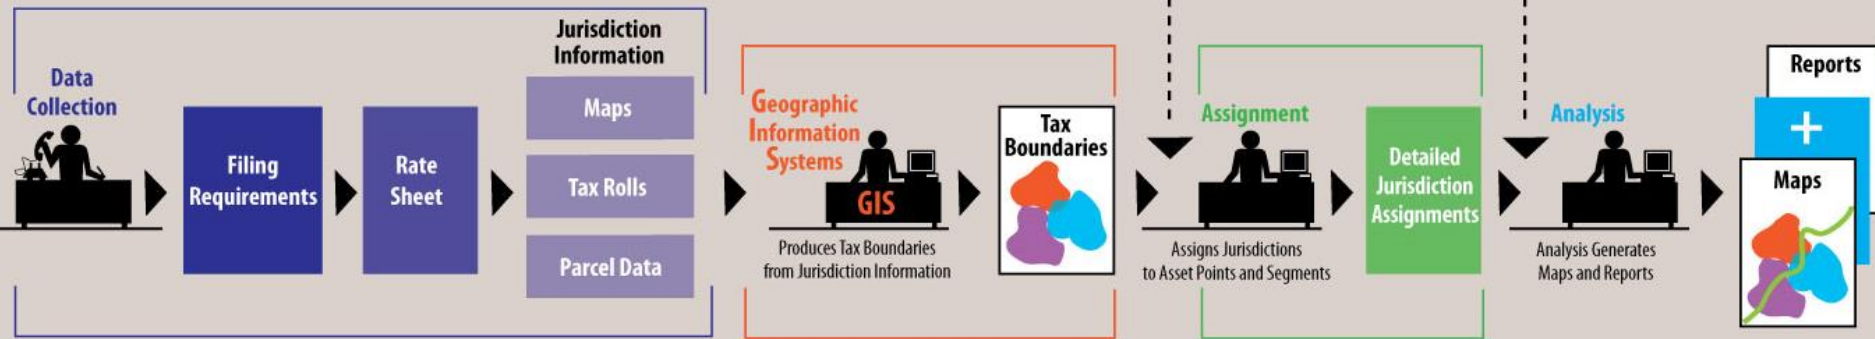 Data
Collection
Filing
Requirements
Rate
Sheet
Jurisdiction
Information
Maps
Tax Rolls
Parcel Data
Geographic
Information
Systems
GIS
Produces Tax Boundaries
from Jurisdiction Information
Tax
Boundaries
Assignment
Assigns Jurisdictions
to Asset Points and Segments
Detailed
Jurisdiction
Assignments
Analysis
Analysis Generates
Maps and Reports
Reports
+
Maps